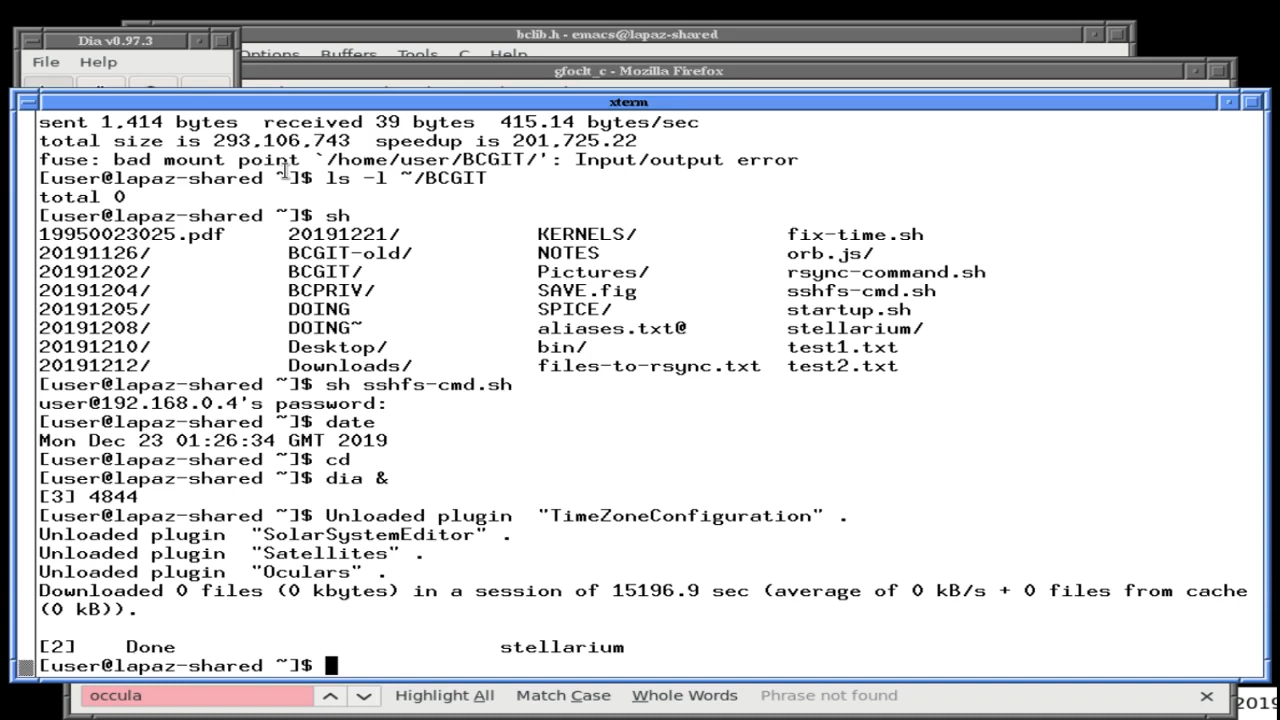 bclib.h - emacs@lapaz-shared
Dia v0.97.3
Options Buffers Tools C Help
File Help
gfoclt_c - Mozilla Firefox
xterm
sent 1,414 bytes  received 39 bytes  415.14 bytes/sec
total size is 293,106,743  speedup is 201,725.22
fuse: bad mount point `/home/user/BCGIT/': Input/output error
[user@lapaz-shared ~]$ ls -l ~/BCGIT
total 0
[user@lapaz-shared ~]$ sh
19950023025.pdf 20191221/ KERNELS/ fix-time.sh
20191126/ BCGIT-old/ NOTES orb.js/
20191202/ BCGIT/ Pictures/ rsync-command.sh
20191204/ BCPRIV/ SAVE.fig sshfs-cmd.sh
20191205/ DOING SPICE/ startup.sh
20191208/ DOING~ aliases.txt@ stellarium/
20191210/ Desktop/ bin/ test1.txt
20191212/ Downloads/ files-to-rsync.txt test2.txt
[user@lapaz-shared ~]$ sh sshfs-cmd.sh
user@192.168.0.4's password:
[user@lapaz-shared ~]$ date
Mon Dec 23 01:26:34 GMT 2019
[user@lapaz-shared ~]$ cd
[user@lapaz-shared ~]$ dia &
[3] 4844
[user@lapaz-shared ~]$ Unloaded plugin  "TimeZoneConfiguration" .
Unloaded plugin  "SolarSystemEditor" .
Unloaded plugin  "Satellites" .
Unloaded plugin  "Oculars" .
Downloaded 0 files (0 kbytes) in a session of 15196.9 sec (average of 0 kB/s + 0 files from cache
(0 kB)).
[2] Done stellarium
[user@lapaz-shared ~]$
occula Highlight All Match Case Whole Words Phrase not found
2019